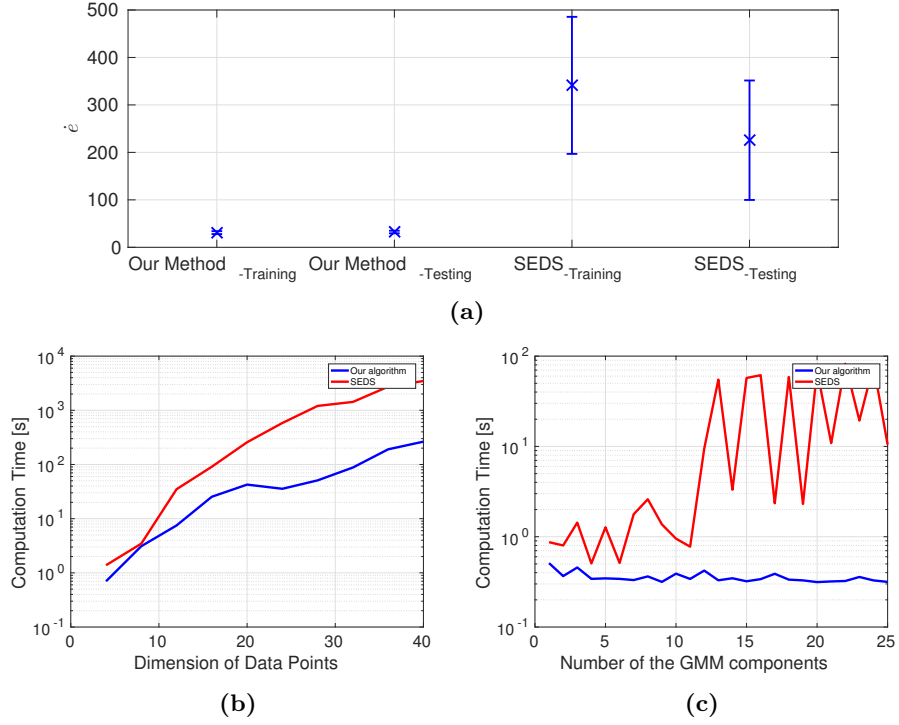 500
400
300
200
100
0
ė
Our Method -Training
Our Method -Testing
SEDS -Training
SEDS -Testing
(a)
10^4
10^3
10^2
10^1
10^0
10^-1
Computation Time [s]
Our algorithm
SEDS
0 10 20 30 40
Dimension of Data Points
(b)
10^2
10^1
10^0
10^-1
Computation Time [s]
Our algorithm
SEDS
0 5 10 15 20 25
Number of the GMM components
(c)